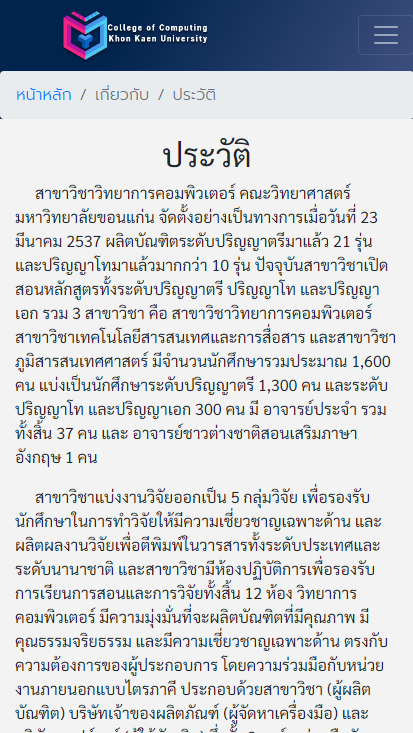 College of Computing
Khon Kaen University
หน้าหลัก / เกี่ยวกับ / ประวัติ
ประวัติ
สาขาวิชาวิทยาการคอมพิวเตอร์ คณะวิทยาศาสตร์
มหาวิทยาลัยขอนแก่น จัดตั้งอย่างเป็นทางการเมื่อวันที่ 23
มีนาคม 2537 ผลิตบัณฑิตระดับปริญญาตรีมาแล้ว 21 รุ่น
และปริญญาโทมาแล้วมากกว่า 10 รุ่น ปัจจุบันสาขาวิชาเปิด
สอนหลักสูตรทั้งระดับปริญญาตรี ปริญญาโท และปริญญา
เอก รวม 3 สาขาวิชา คือ สาขาวิชาวิทยาการคอมพิวเตอร์
สาขาวิชาเทคโนโลยีสารสนเทศและการสื่อสาร และสาขาวิชา
ภูมิสารสนเทศศาสตร์ มีจำนวนนักศึกษารวมประมาณ 1,600
คน แบ่งเป็นนักศึกษาระดับปริญญาตรี 1,300 คน และระดับ
ปริญญาโท และปริญญาเอก 300 คน มี อาจารย์ประจำ รวม
ทั้งสิ้น 37 คน และ อาจารย์ชาวต่างชาติสอนเสริมภาษา
อังกฤษ 1 คน
สาขาวิชาแบ่งงานวิจัยออกเป็น 5 กลุ่มวิจัย เพื่อรองรับ
นักศึกษาในการทำวิจัยให้มีความเชี่ยวชาญเฉพาะด้าน และ
ผลิตผลงานวิจัยเพื่อตีพิมพ์ในวารสารทั้งระดับประเทศและ
ระดับนานาชาติ และสาขาวิชามีห้องปฏิบัติการเพื่อรองรับ
การเรียนการสอนและการวิจัยทั้งสิ้น 12 ห้อง วิทยาการ
คอมพิวเตอร์ มีความมุ่งมั่นที่จะผลิตบัณฑิตที่มีคุณภาพ มี
คุณธรรมจริยธรรม และมีความเชี่ยวชาญเฉพาะด้าน ตรงกับ
ความต้องการของผู้ประกอบการ โดยความร่วมมือกับหน่วย
งานภายนอกแบบไตรภาคี ประกอบด้วยสาขาวิชา (ผู้ผลิต
บัณฑิต) บริษัทเจ้าของผลิตภัณฑ์ (ผู้จัดหาเครื่องมือ) และ